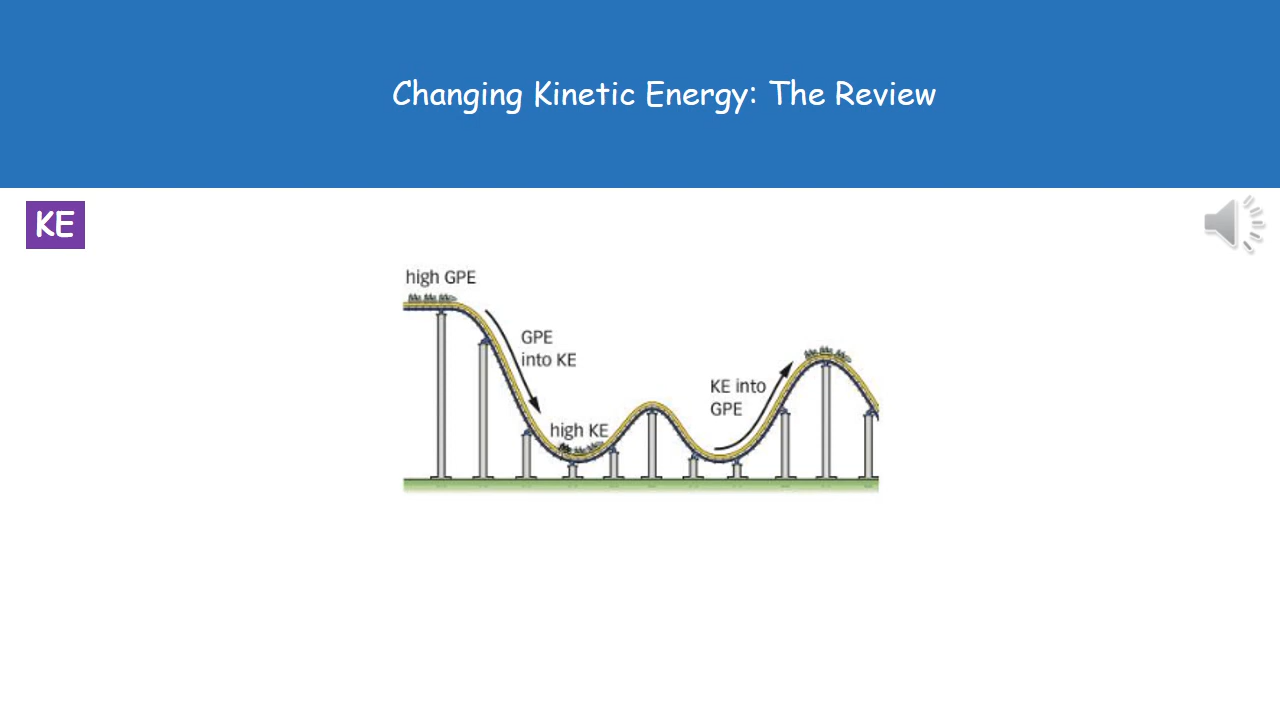 Changing Kinetic Energy: The Review
KE
high GPE
GPE
into KE
high KE
KE into
GPE